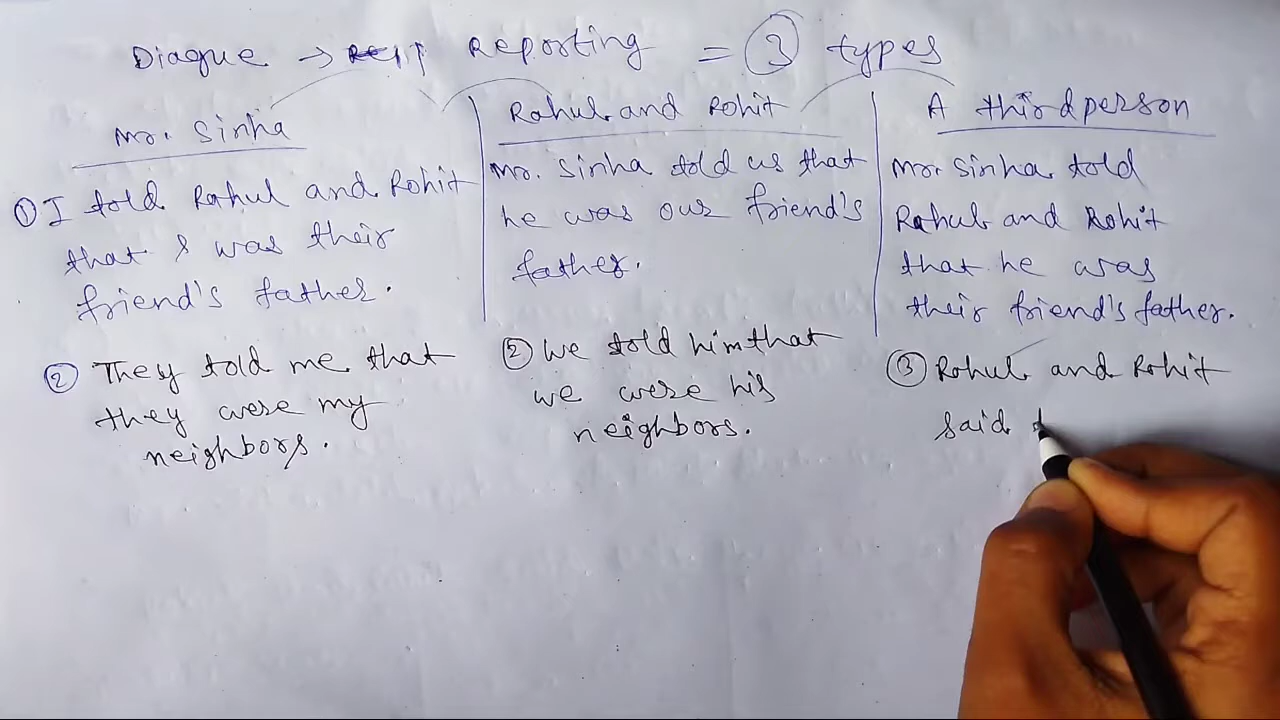 Diaque → Reporting = 3 types
Mr. Sinha
① I told Rahul and Rohit
that I was their
friend's father.
② They told me that
they were my
neighbors.
Rahul and Rohit
Mr. Sinha told us that
he was our friend's
father.
② We told him that
we were his
neighbors.
A third person
Mr. Sinha told
Rahul and Rohit
that he was
their friend's father.
③ Rahul and Rohit
said